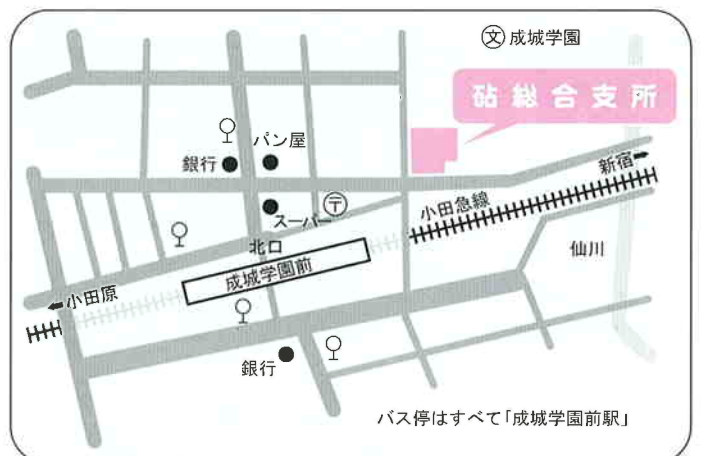 文 成城学園
砧総合支所
パン屋
銀行
新宿
小田急線
〒
スーパー
北口
仙川
成城学園前
小田原
銀行
バス停はすべて「成城学園前駅」